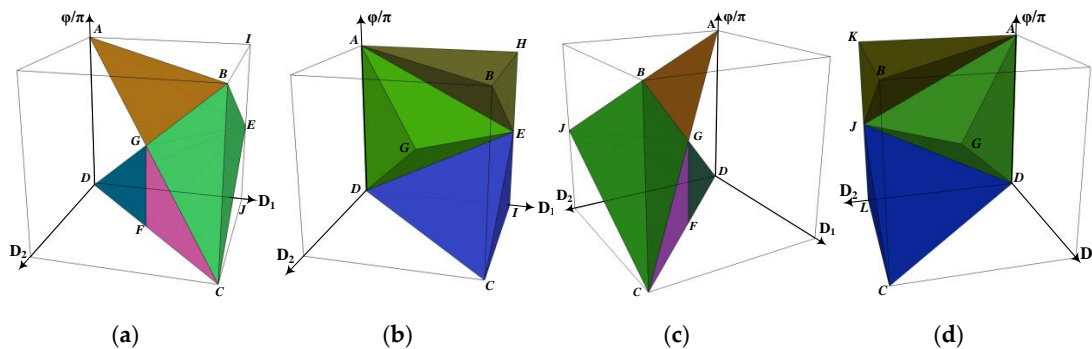 φ/π
A
I
B
E
G
D
J
D₁
F
D₂
C
(a)
φ/π
A
H
B
E
G
D
I
D₁
D₂
C
(b)
φ/π
A
B
J
G
D
D₂
F
D₁
C
(c)
φ/π
K
A
B
J
G
D
D₂
L
D
C
(d)